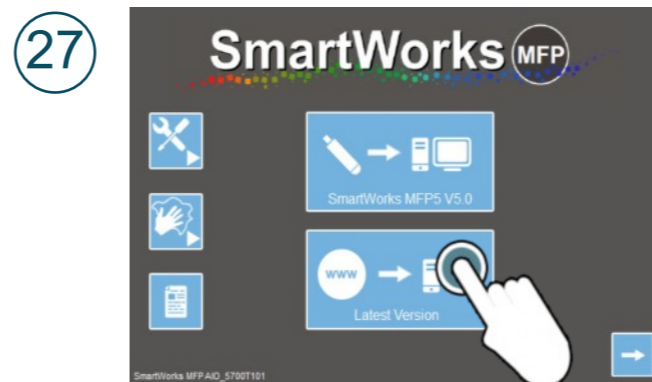 27
SmartWorks MFP
SmartWorks MFP5 V5.0
www
Latest Version
SmartWorks MFP AIO_5700T101